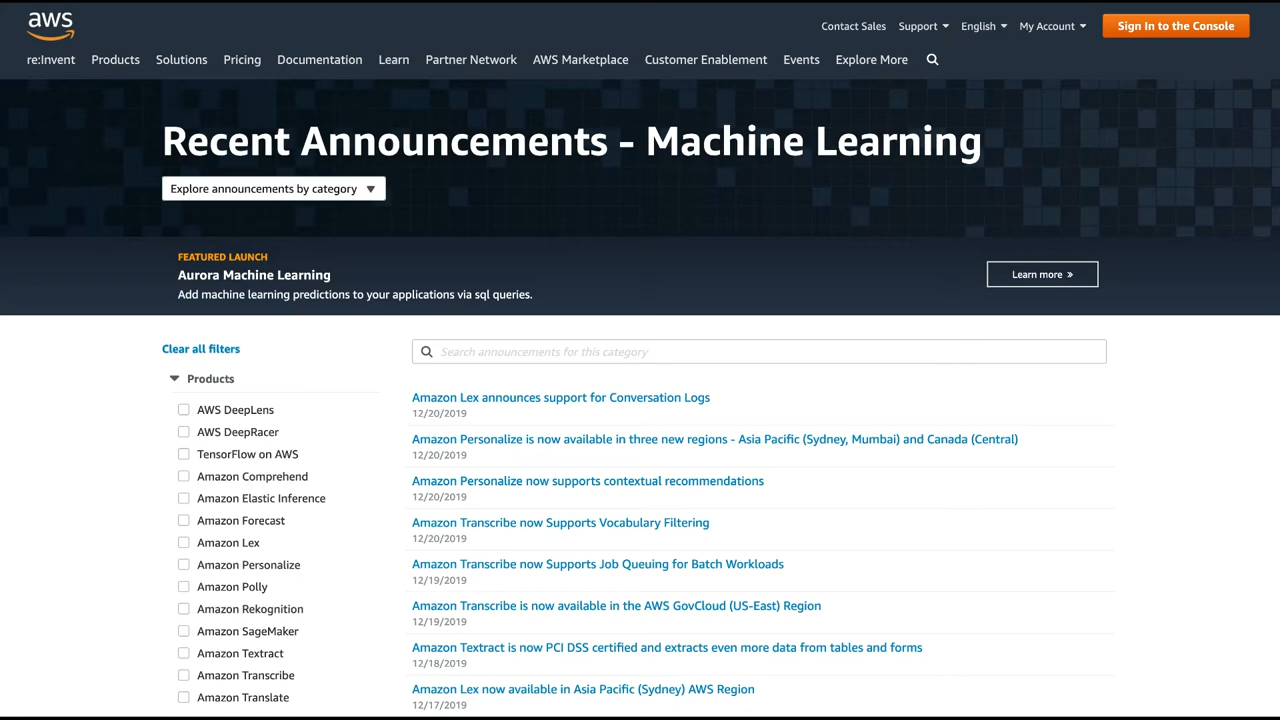 aws
Contact Sales Support English My Account Sign In to the Console
re:Invent Products Solutions Pricing Documentation Learn Partner Network AWS Marketplace Customer Enablement Events Explore More
Recent Announcements - Machine Learning
Explore announcements by category
FEATURED LAUNCH
Aurora Machine Learning
Add machine learning predictions to your applications via sql queries.
Learn more »
Clear all filters
Products
AWS DeepLens
AWS DeepRacer
TensorFlow on AWS
Amazon Comprehend
Amazon Elastic Inference
Amazon Forecast
Amazon Lex
Amazon Personalize
Amazon Polly
Amazon Rekognition
Amazon SageMaker
Amazon Textract
Amazon Transcribe
Amazon Translate
Search announcements for this category
Amazon Lex announces support for Conversation Logs
12/20/2019
Amazon Personalize is now available in three new regions - Asia Pacific (Sydney, Mumbai) and Canada (Central)
12/20/2019
Amazon Personalize now supports contextual recommendations
12/20/2019
Amazon Transcribe now Supports Vocabulary Filtering
12/20/2019
Amazon Transcribe now Supports Job Queuing for Batch Workloads
12/19/2019
Amazon Transcribe is now available in the AWS GovCloud (US-East) Region
12/19/2019
Amazon Textract is now PCI DSS certified and extracts even more data from tables and forms
12/18/2019
Amazon Lex now available in Asia Pacific (Sydney) AWS Region
12/17/2019